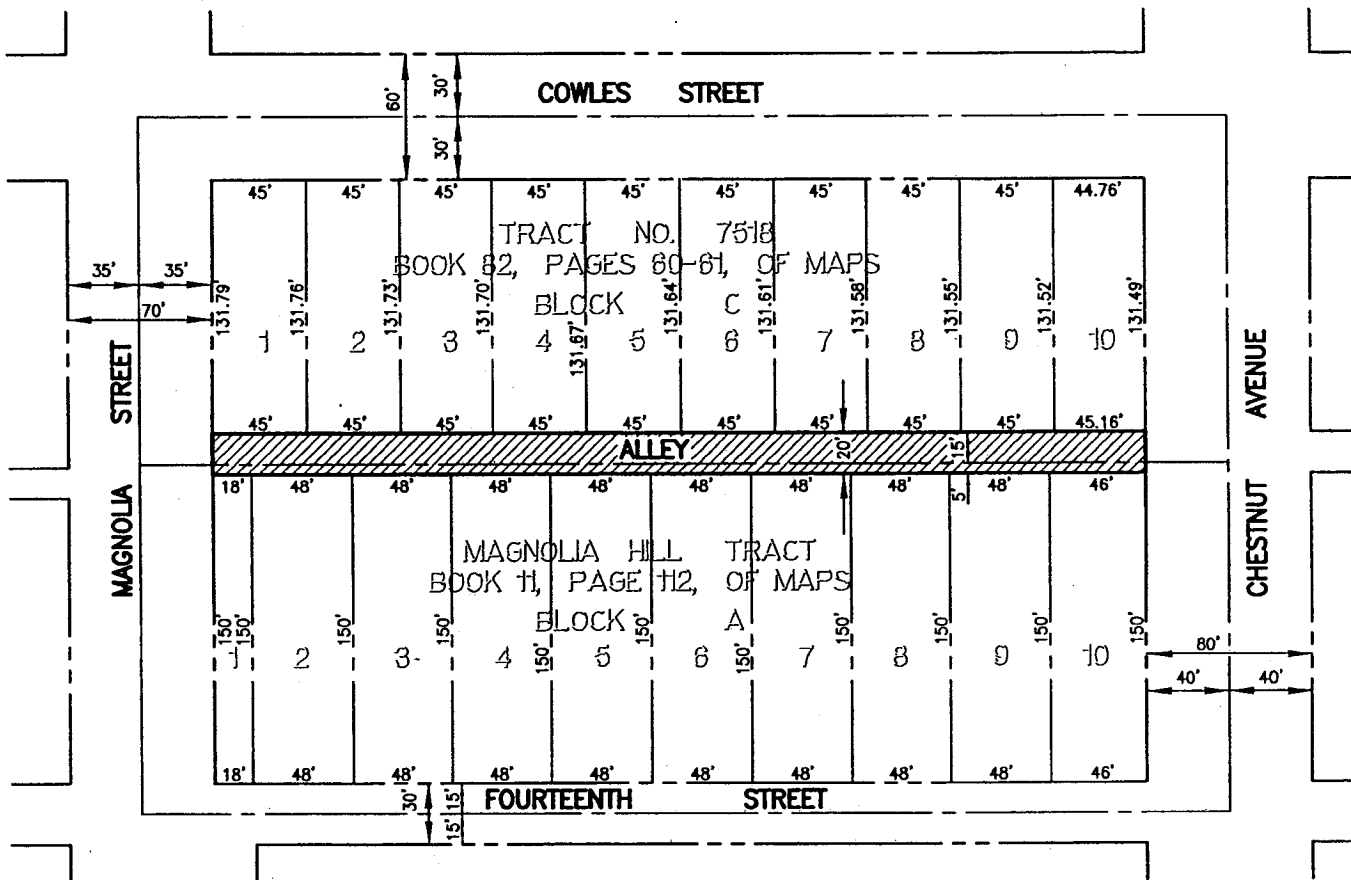 COWLES STREET
60'
30'
30'
45' 45' 45' 45' 45' 45' 45' 45' 45' 44.76'
TRACT NO. 7518
BOOK 82, PAGES 60-61, OF MAPS
BLOCK C
131.79' 131.76' 131.73' 131.70' 131.67' 131.64' 131.61' 131.58' 131.55' 131.52' 131.49'
1 2 3 4 5 6 7 8 9 10
35' 35'
70'
MAGNOLIA STREET
CHESTNUT AVENUE
45' 45' 45' 45' 45' 45' 45' 45' 45' 45.16'
ALLEY
20'
15'
5'
18' 48' 48' 48' 48' 48' 48' 48' 48' 46'
MAGNOLIA HILL TRACT
BOOK 11, PAGE 112, OF MAPS
BLOCK A
150' 150' 150' 150' 150' 150' 150' 150' 150' 150' 150'
1 2 3 4 5 6 7 8 9 10
80'
40' 40'
18' 48' 48' 48' 48' 48' 48' 48' 48' 46'
FOURTEENTH STREET
30'
15'
15'